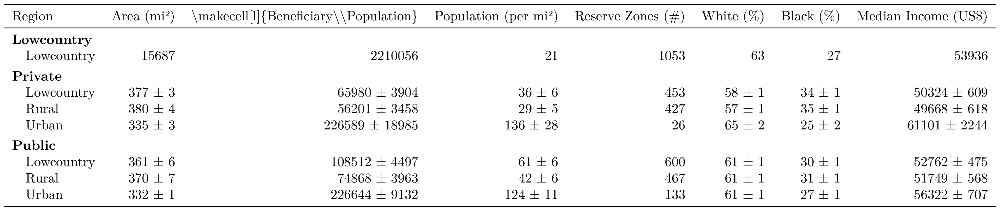 Region Area (mi²) \makecell[l]{Beneficiary\\Population} Population (per mi²) Reserve Zones (#) White (%) Black (%) Median Income (US$)
Lowcountry
Lowcountry 15687 2210056 21 1053 63 27 53936
Private
Lowcountry 377 ± 3 65980 ± 3904 36 ± 6 453 58 ± 1 34 ± 1 50324 ± 609
Rural 380 ± 4 56201 ± 3458 29 ± 5 427 57 ± 1 35 ± 1 49668 ± 618
Urban 335 ± 3 226589 ± 18985 136 ± 28 26 65 ± 2 25 ± 2 61101 ± 2244
Public
Lowcountry 361 ± 6 108512 ± 4497 61 ± 6 600 61 ± 1 30 ± 1 52762 ± 475
Rural 370 ± 7 74868 ± 3963 42 ± 6 467 61 ± 1 31 ± 1 51749 ± 568
Urban 332 ± 1 226644 ± 9132 124 ± 11 133 61 ± 1 27 ± 1 56322 ± 707